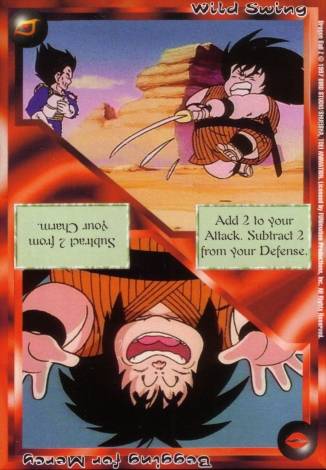 Wild Swing
Add 2 to your
Attack. Subtract 2
from your Defense.
Subtract 2 from
your Charm.
Begging for Mercy